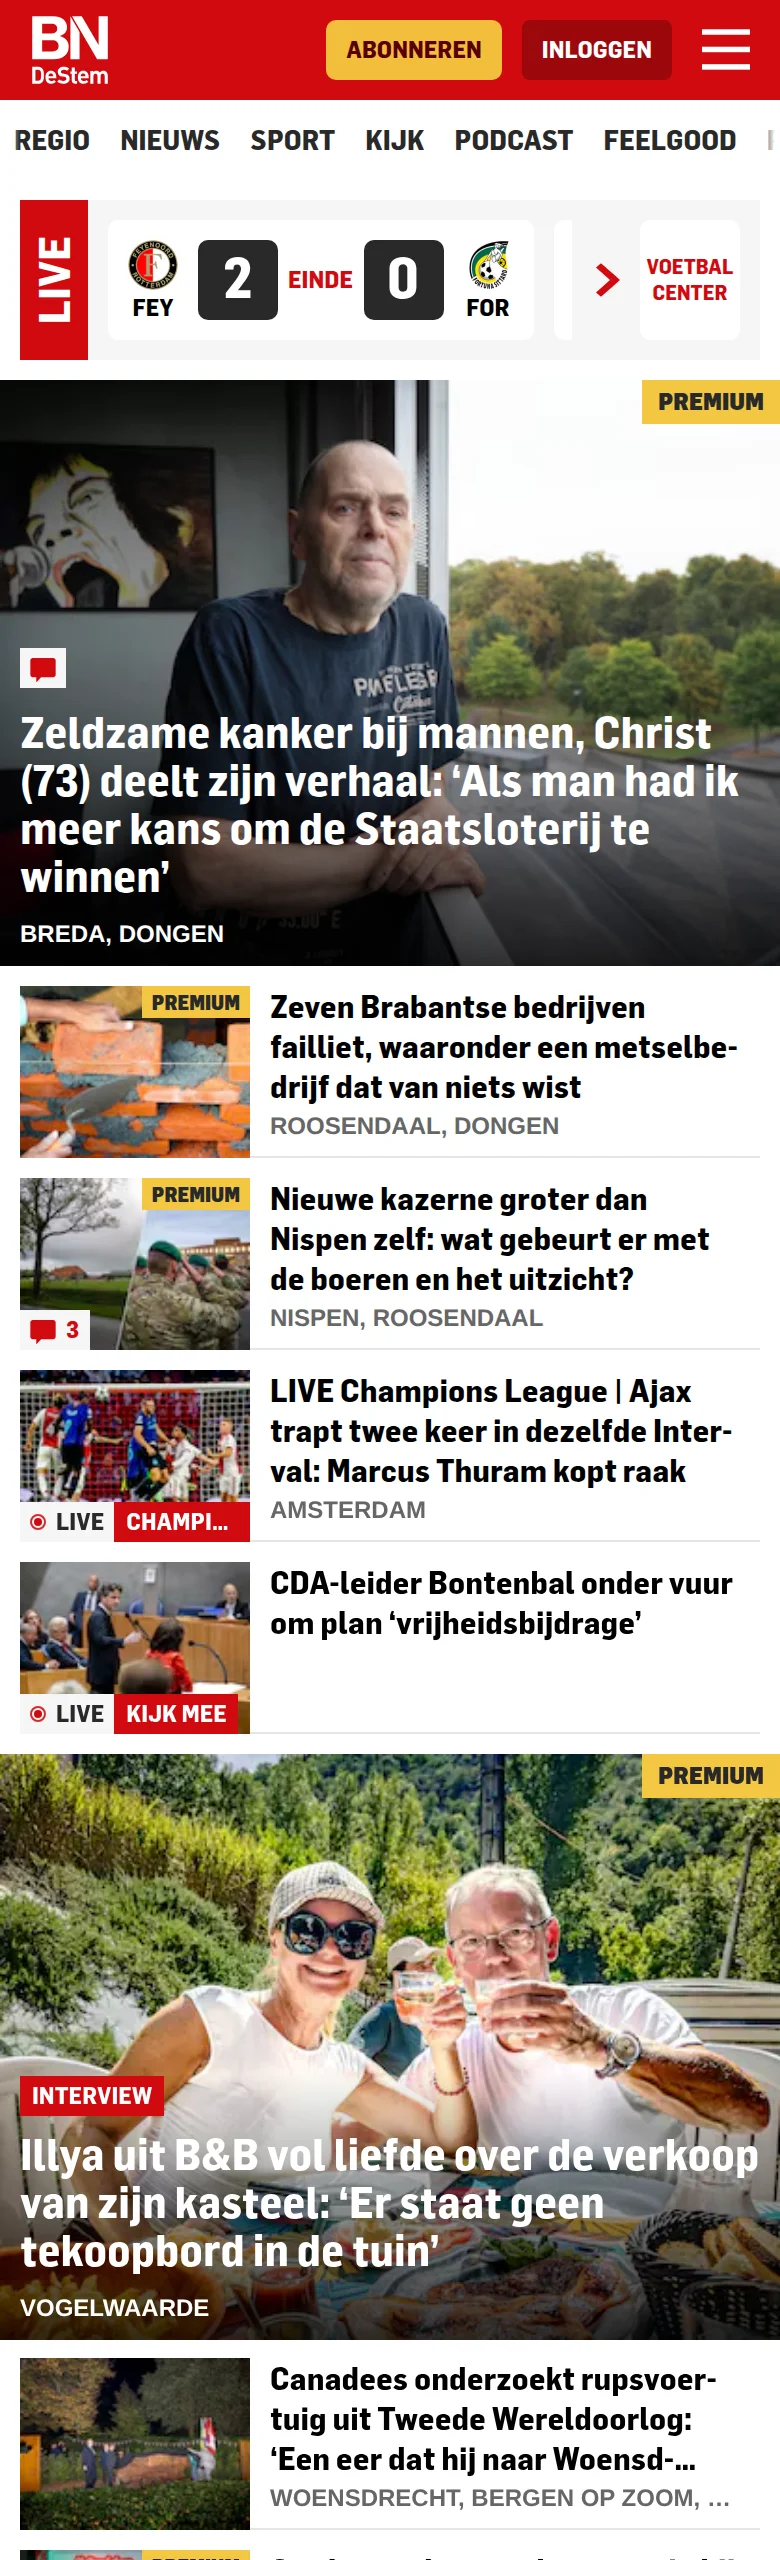 BN
DeStem
ABONNEREN
INLOGGEN
REGIO NIEUWS SPORT KIJK PODCAST FEELGOOD
LIVE
FEY
2
EINDE
0
FOR
VOETBAL
CENTER
PREMIUM
Zeldzame kanker bij mannen, Christ
(73) deelt zijn verhaal: ‘Als man had ik
meer kans om de Staatsloterij te
winnen’
BREDA, DONGEN
PREMIUM
Zeven Brabantse bedrijven
failliet, waaronder een metselbe-
drijf dat van niets wist
ROOSENDAAL, DONGEN
PREMIUM
3
Nieuwe kazerne groter dan
Nispen zelf: wat gebeurt er met
de boeren en het uitzicht?
NISPEN, ROOSENDAAL
LIVE CHAMPI...
LIVE Champions League | Ajax
trapt twee keer in dezelfde Inter-
val: Marcus Thuram kopt raak
AMSTERDAM
LIVE KIJK MEE
CDA-leider Bontenbal onder vuur
om plan ‘vrijheidsbijdrage’
PREMIUM
INTERVIEW
Illya uit B&B vol liefde over de verkoop
van zijn kasteel: ‘Er staat geen
tekoopbord in de tuin’
VOGELWAARDE
Canadees onderzoekt rupsvoer-
tuig uit Tweede Wereldoorlog:
‘Een eer dat hij naar Woensd-...
WOENSDRECHT, BERGEN OP ZOOM, ...